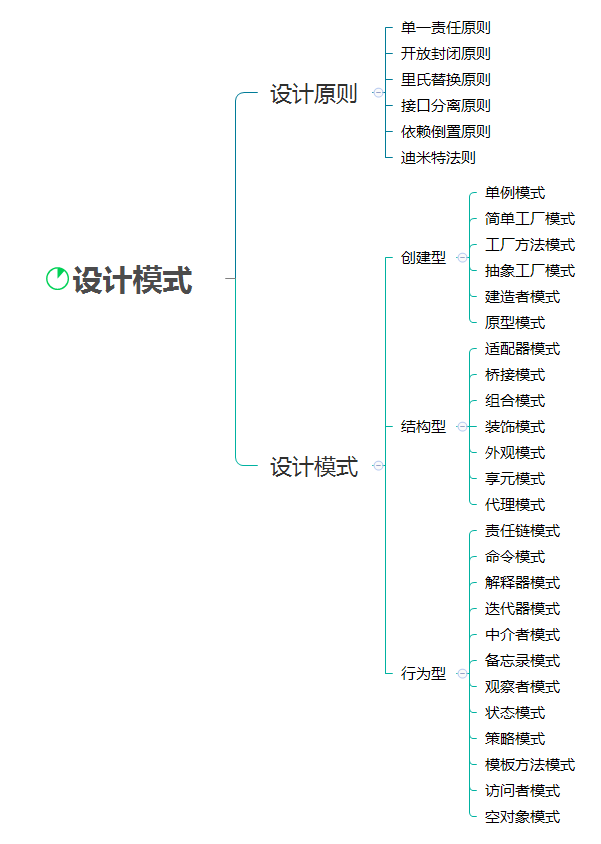 设计模式
设计原则
单一责任原则
开放封闭原则
里氏替换原则
接口分离原则
依赖倒置原则
迪米特法则
设计模式
创建型
单例模式
简单工厂模式
工厂方法模式
抽象工厂模式
建造者模式
原型模式
结构型
适配器模式
桥接模式
组合模式
装饰模式
外观模式
享元模式
代理模式
行为型
责任链模式
命令模式
解释器模式
迭代器模式
中介者模式
备忘录模式
观察者模式
状态模式
策略模式
模板方法模式
访问者模式
空对象模式